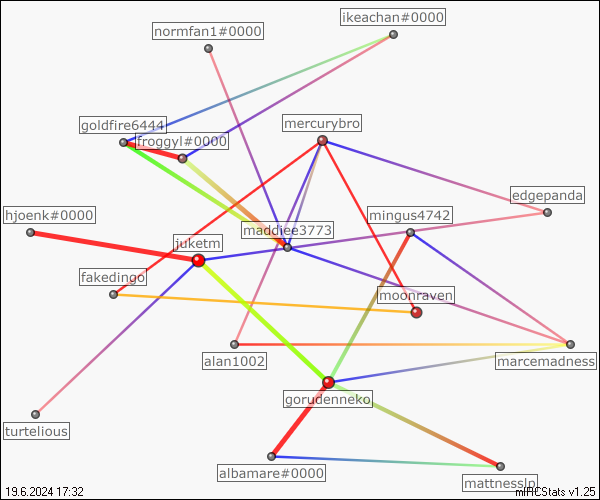 ikeachan#0000
normfan1#0000
goldfire6444
mercurybro
froggyl#0000
edgepanda
hjoenk#0000
mingus4742
maddiee3773
juketm
fakedingo
moonraven
alan1002
marcemadness
gorudenneko
turtelious
albamare#0000
mattnesslp
19.6.2024 17:32
mIRCStats v1.25